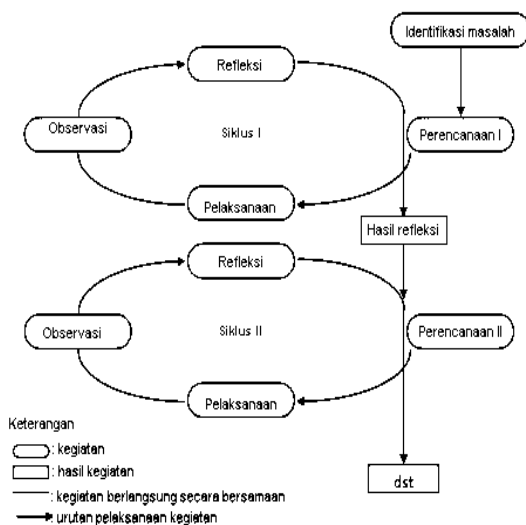 Identifikasi masalah
Refleksi
Observasi
Siklus I
Perencanaan I
Pelaksanaan
Hasil refleksi
Refleksi
Observasi
Siklus II
Perencanaan II
Pelaksanaan
Keterangan
: kegiatan
: hasil kegiatan
: kegiatan berlangsung secara bersamaan
: urutan pelaksanaan kegiatan
dst